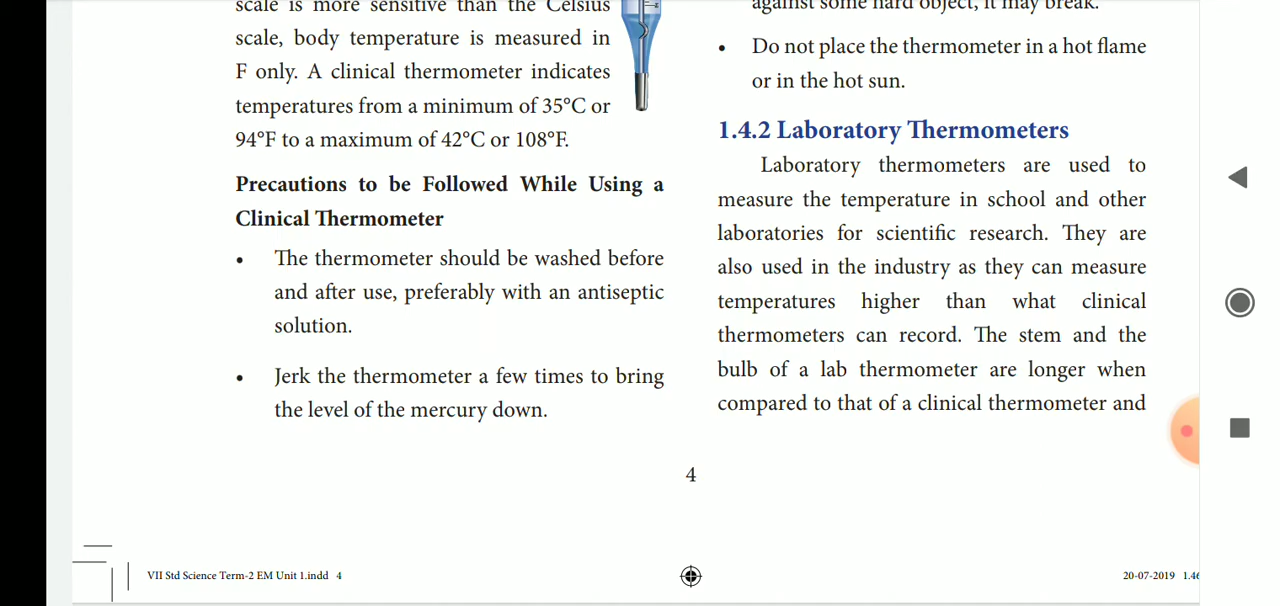 scale is more sensitive than the Celsius
scale, body temperature is measured in
F only. A clinical thermometer indicates
temperatures from a minimum of 35°C or
94°F to a maximum of 42°C or 108°F.
Precautions to be Followed While Using a
Clinical Thermometer
• The thermometer should be washed before
and after use, preferably with an antiseptic
solution.
• Jerk the thermometer a few times to bring
the level of the mercury down.
against some hard object, it may break.
• Do not place the thermometer in a hot flame
or in the hot sun.
1.4.2 Laboratory Thermometers
Laboratory thermometers are used to
measure the temperature in school and other
laboratories for scientific research. They are
also used in the industry as they can measure
temperatures higher than what clinical
thermometers can record. The stem and the
bulb of a lab thermometer are longer when
compared to that of a clinical thermometer and
4
VII Std Science Term-2 EM Unit 1.indd 4
20-07-2019 1.46